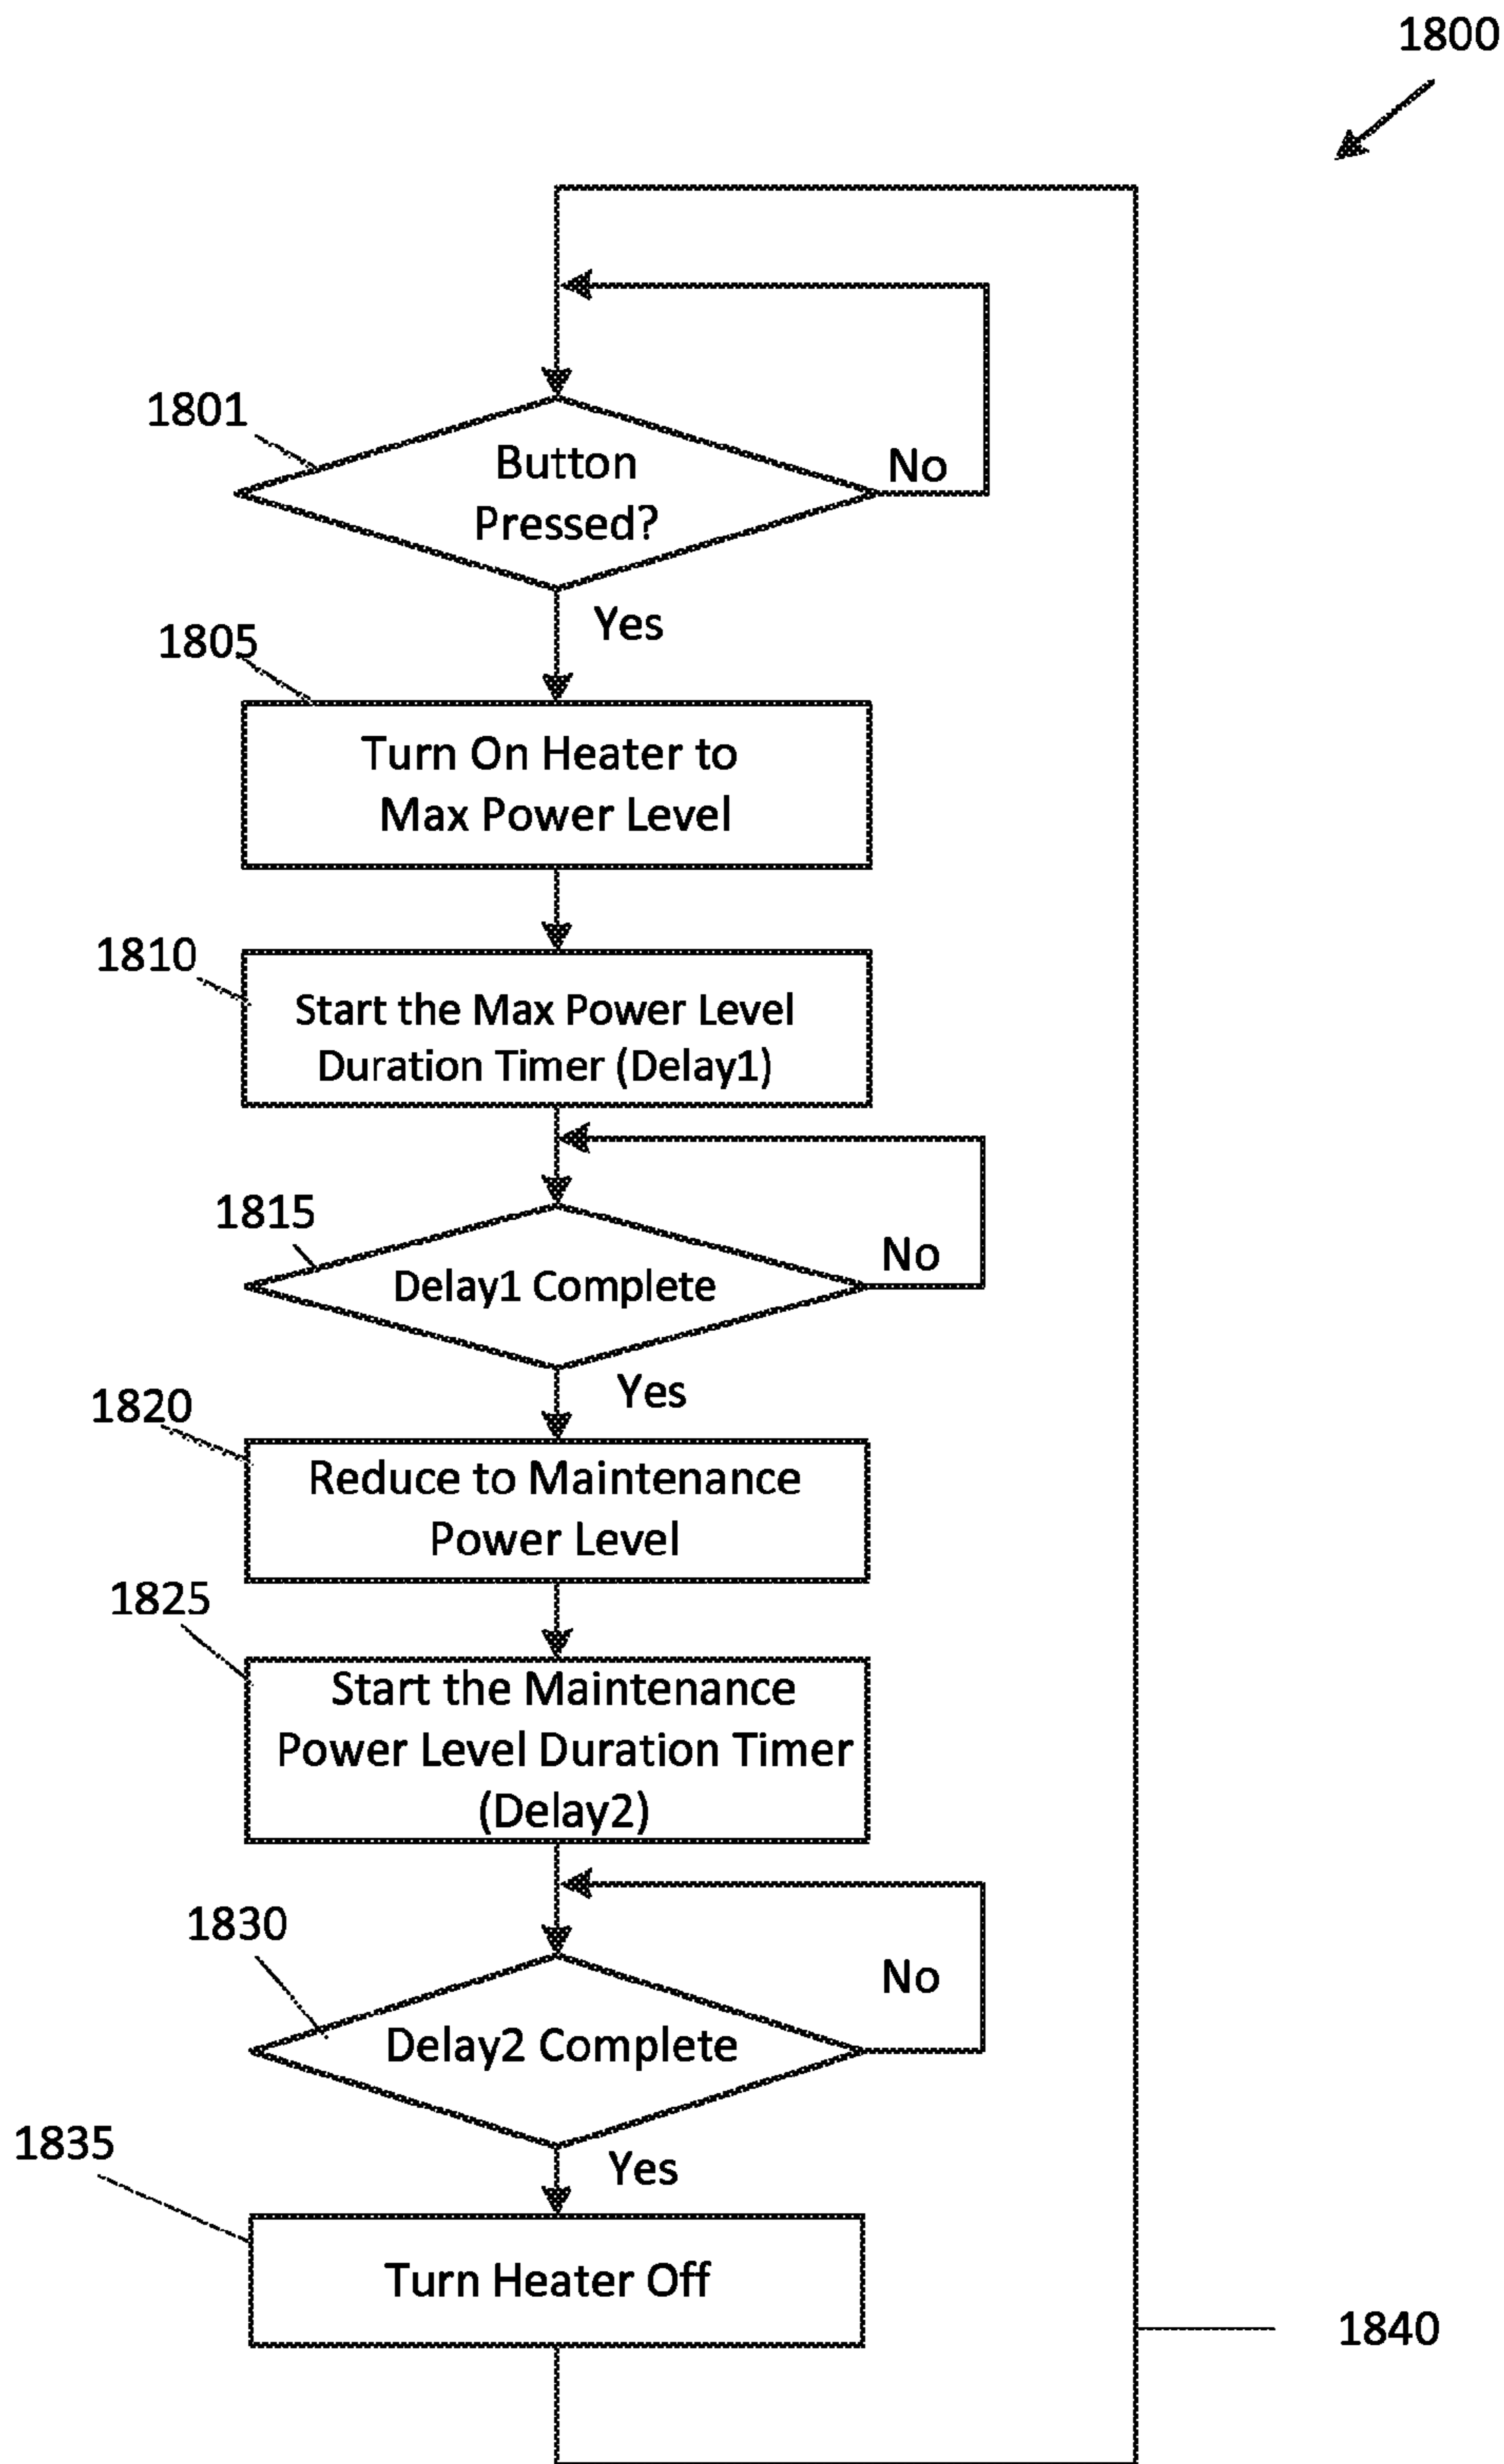 1800
1801
Button
Pressed?
No
Yes
1805
Turn On Heater to
Max Power Level
1810
Start the Max Power Level
Duration Timer (Delay1)
1815
Delay1 Complete
No
Yes
1820
Reduce to Maintenance
Power Level
1825
Start the Maintenance
Power Level Duration Timer
(Delay2)
1830
Delay2 Complete
No
Yes
1835
Turn Heater Off
1840